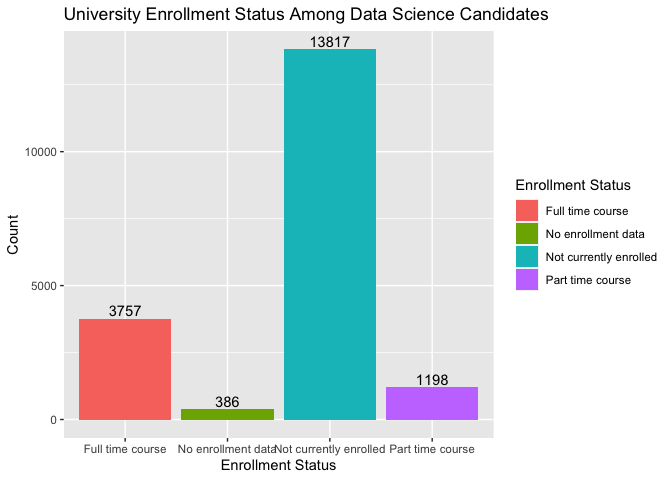 University Enrollment Status Among Data Science Candidates
13817
3757
386
1198
10000
5000
0
Count
Full time course
No enrollment data
Not currently enrolled
Part time course
Enrollment Status
Enrollment Status
Full time course
No enrollment data
Not currently enrolled
Part time course